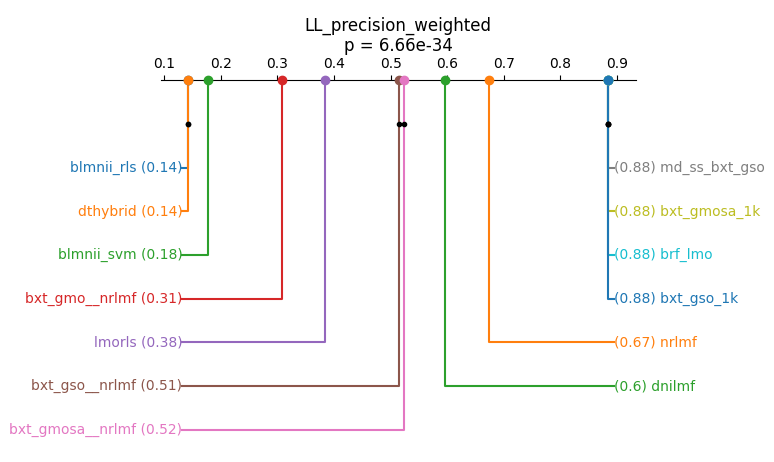 LL_precision_weighted
p = 6.66e-34
0.1 0.2 0.3 0.4 0.5 0.6 0.7 0.8 0.9
blmnii_rls (0.14) (0.88) md_ss_bxt_gso
dthybrid (0.14) (0.88) bxt_gmosa_1k
blmnii_svm (0.18) (0.88) brf_lmo
bxt_gmo__nrlmf (0.31) (0.88) bxt_gso_1k
lmorls (0.38) (0.67) nrlmf
bxt_gso__nrlmf (0.51) (0.6) dnilmf
bxt_gmosa__nrlmf (0.52)